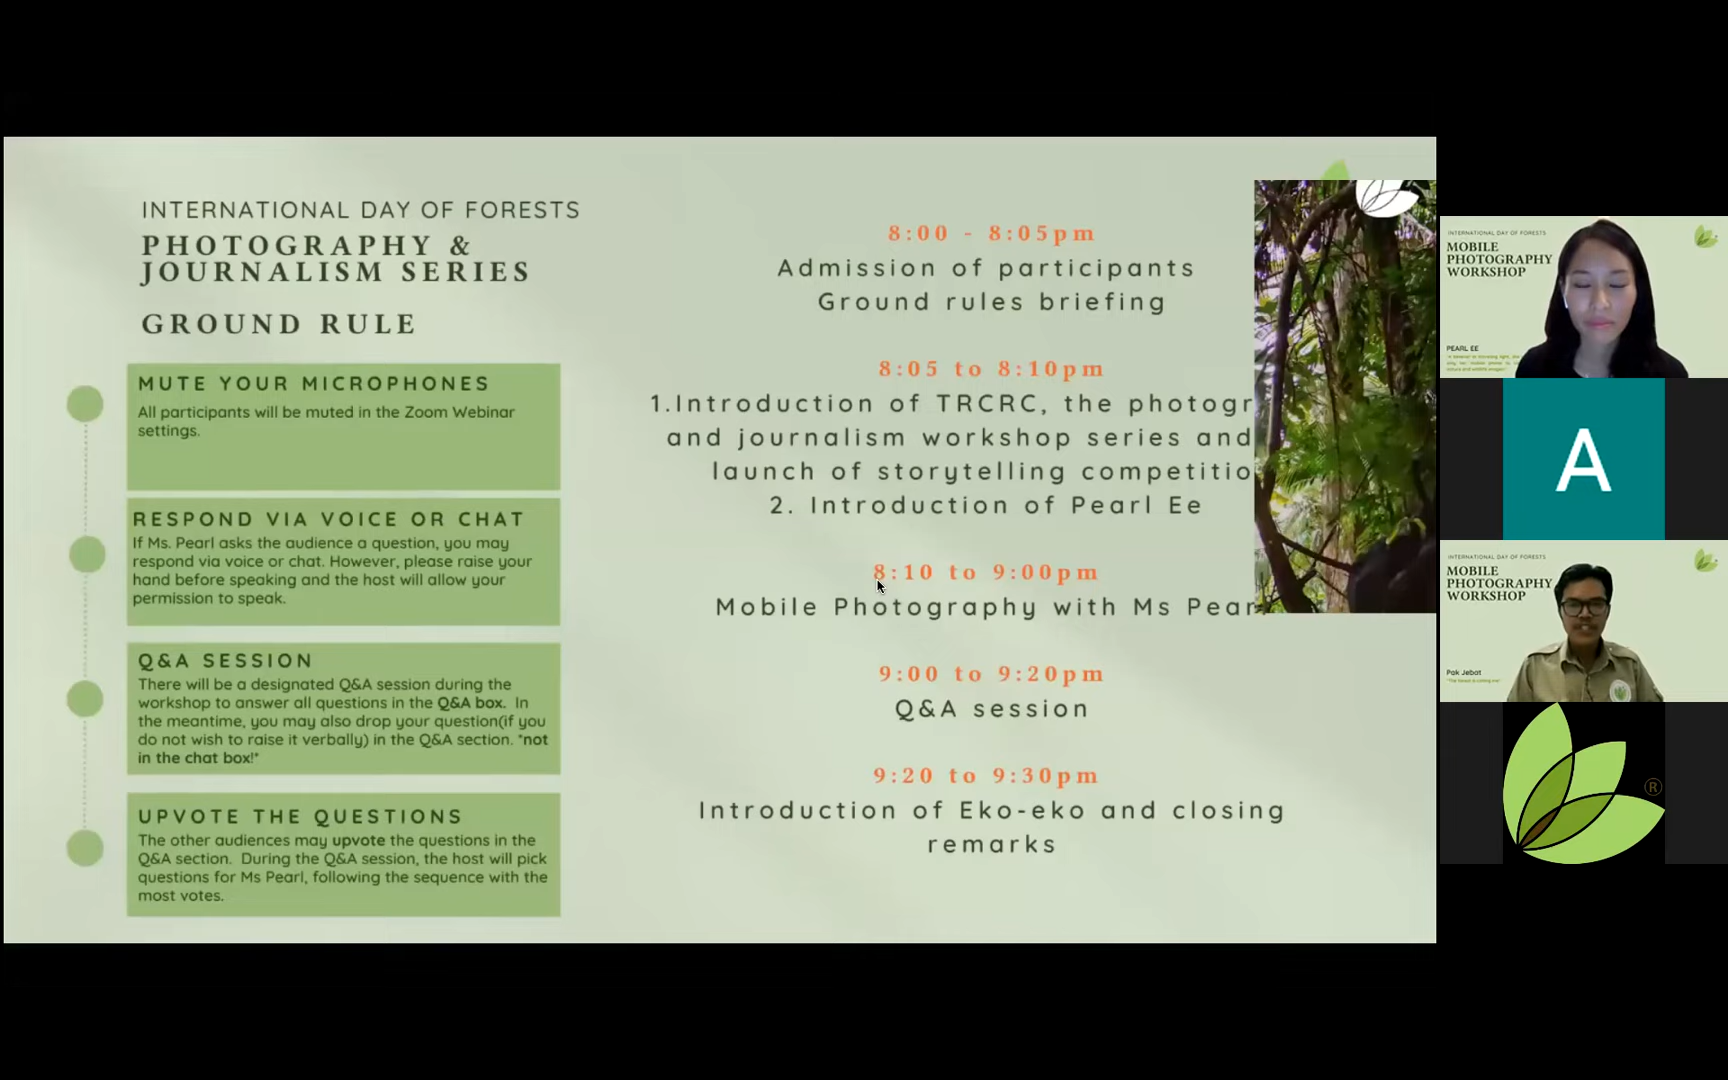 INTERNATIONAL DAY OF FORESTS
PHOTOGRAPHY &
JOURNALISM SERIES
GROUND RULE
MUTE YOUR MICROPHONES
All participants will be muted in the Zoom Webinar
settings.
RESPOND VIA VOICE OR CHAT
If Ms. Pearl asks the audience a question, you may
respond via voice or chat. However, please raise your
hand before speaking and the host will allow your
permission to speak.
Q&A SESSION
There will be a designated Q&A session during the
workshop to answer all questions in the Q&A box. In
the meantime, you may also drop your question(if you
do not wish to raise it verbally) in the Q&A section. *not
in the chat box!*
UPVOTE THE QUESTIONS
The other audiences may upvote the questions in the
Q&A section. During the Q&A session, the host will pick
questions for Ms Pearl, following the sequence with the
most votes.
8:00 - 8:05pm
Admission of participants
Ground rules briefing
8:05 to 8:10pm
1.Introduction of TRCRC, the photogr
and journalism workshop series and
launch of storytelling competitio
2. Introduction of Pearl Ee
8:10 to 9:00pm
Mobile Photography with Ms Pearl
9:00 to 9:20pm
Q&A session
9:20 to 9:30pm
Introduction of Eko-eko and closing
remarks
INTERNATIONAL DAY OF FORESTS
MOBILE
PHOTOGRAPHY
WORKSHOP
PEARL EE
A
INTERNATIONAL DAY OF FORESTS
MOBILE
PHOTOGRAPHY
WORKSHOP
Pak Jebat
®